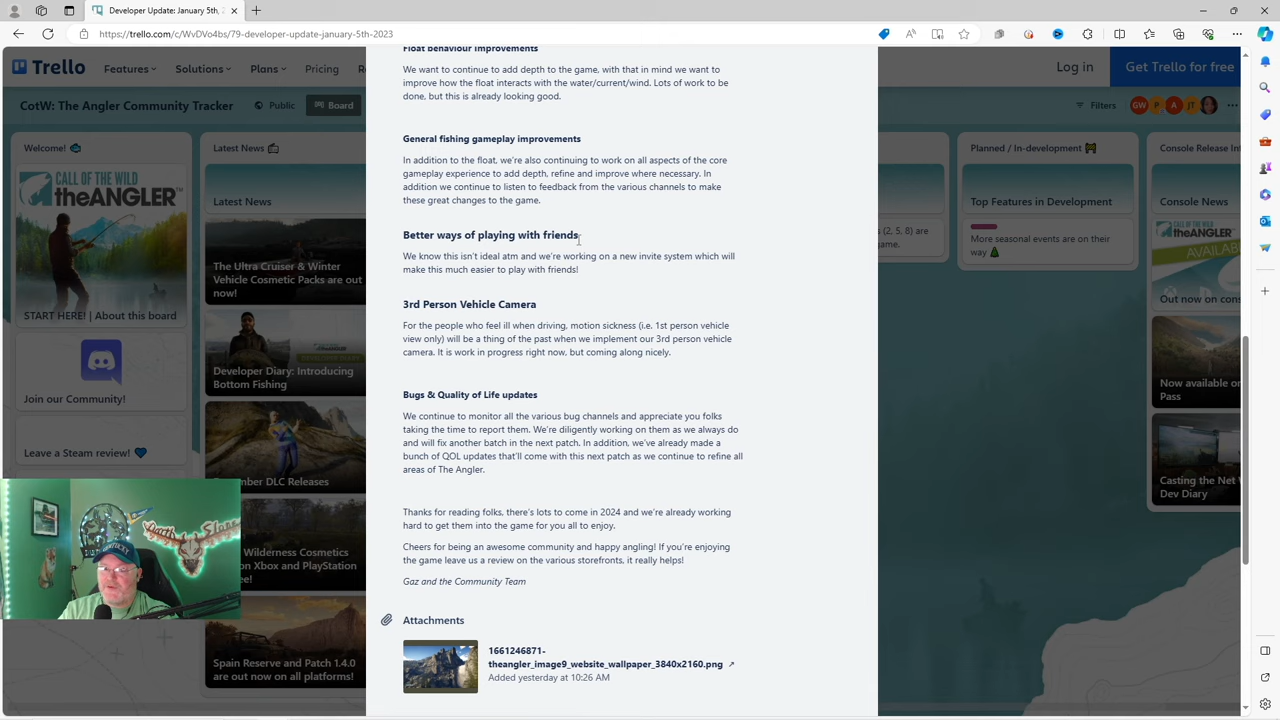 Developer Update: January 5th,
https://trello.com/c/WvDVo4bs/79-developer-update-january-5th-2023
Trello
Features
Solutions
Plans
Pricing
Log in
Get Trello for free
CotW: The Angler Community Tracker
Public
Board
Filters
GW
P
A
JT
Welcome!
CALL OF THE WILD
theANGLER
START HERE! | About this board
Join our Community!
Leave a Steam review!
Latest News
Latest News
The Ultra Cruiser & Winter
Vehicle Cosmetic Packs are out
now!
Developer Diary: Introducing
Bottom Fishing
DLC Releases
Wilderness Cosmetics
on Xbox and PlayStation
Spain Reserve and Patch 1.4.0
are out now on all platforms!
Float behaviour improvements
We want to continue to add depth to the game, with that in mind we want to
improve how the float interacts with the water/current/wind. Lots of work to be
done, but this is already looking good.
General fishing gameplay improvements
In addition to the float, we're also continuing to work on all aspects of the core
gameplay experience to add depth, refine and improve where necessary. In
addition we continue to listen to feedback from the various channels to make
these great changes to the game.
Better ways of playing with friends
We know this isn't ideal atm and we're working on a new invite system which will
make this much easier to play with friends!
3rd Person Vehicle Camera
For the people who feel ill when driving, motion sickness (i.e. 1st person vehicle
view only) will be a thing of the past when we implement our 3rd person vehicle
camera. It is work in progress right now, but coming along nicely.
Bugs & Quality of Life updates
We continue to monitor all the various bug channels and appreciate you folks
taking the time to report them. We're diligently working on them as we always do
and will fix another batch in the next patch. In addition, we've already made a
bunch of QOL updates that'll come with this next patch as we continue to refine all
areas of The Angler.
Thanks for reading folks, there's lots to come in 2024 and we're already working
hard to get them into the game for you all to enjoy.
Cheers for being an awesome community and happy angling! If you're enjoying
the game leave us a review on the various storefronts, it really helps!
Gaz and the Community Team
Attachments
1661246871-
theangler_image9_website_wallpaper_3840x2160.png ↗
Added yesterday at 10:26 AM
Planned / In-development
(2, 5, 8) are
game.
Top Features in Development
More seasonal events are on their
way
Console Release In
Console News
theANGLER
AVAILABL
Out now on cons
Now available or
Pass
Casting the Net
Dev Diary